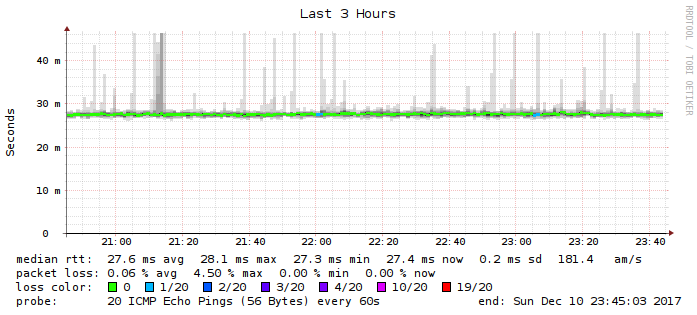 Last 3 Hours
RRDTOOL / TOBI OETIKER
Seconds
40 m
30 m
20 m
10 m
0
21:00 21:20 21:40 22:00 22:20 22:40 23:00 23:20 23:40
median rtt: 27.6 ms avg 28.1 ms max 27.3 ms min 27.4 ms now 0.2 ms sd 181.4 am/s
packet loss: 0.06 % avg 4.50 % max 0.00 % min 0.00 % now
loss color: 0 1/20 2/20 3/20 4/20 10/20 19/20
probe: 20 ICMP Echo Pings (56 Bytes) every 60s end: Sun Dec 10 23:45:03 2017